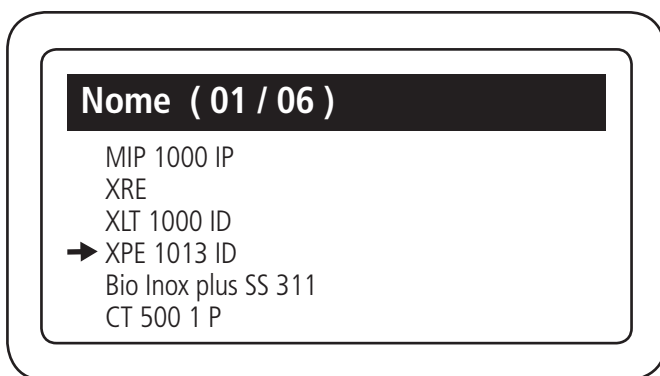 Nome ( 01 / 06 )
MIP 1000 IP
XRE
XLT 1000 ID
XPE 1013 ID
Bio Inox plus SS 311
CT 500 1 P